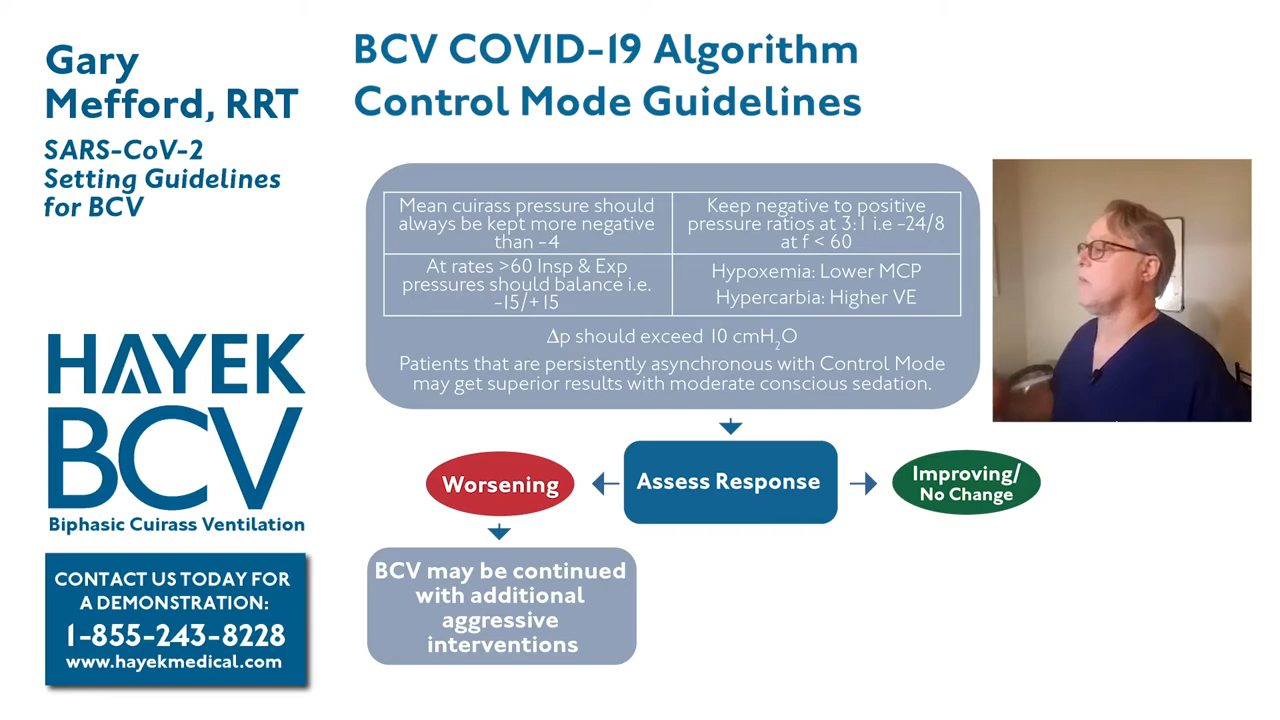 Gary
Mefford, RRT
SARS-CoV-2
Setting Guidelines
for BCV
HAYEK
BCV
Biphasic Cuirass Ventilation
CONTACT US TODAY FOR
A DEMONSTRATION:
1-855-243-8228
www.hayekmedical.com
BCV COVID-19 Algorithm
Control Mode Guidelines
Mean cuirass pressure should
always be kept more negative
than -4
Keep negative to positive
pressure ratios at 3:1 i.e -24/8
at f < 60
At rates >60 Insp & Exp
pressures should balance i.e.
-15/+15
Hypoxemia: Lower MCP
Hypercarbia: Higher VE
Δp should exceed 10 cmH₂O
Patients that are persistently asynchronous with Control Mode
may get superior results with moderate conscious sedation.
Worsening
Assess Response
Improving/
No Change
BCV may be continued
with additional
aggressive
interventions